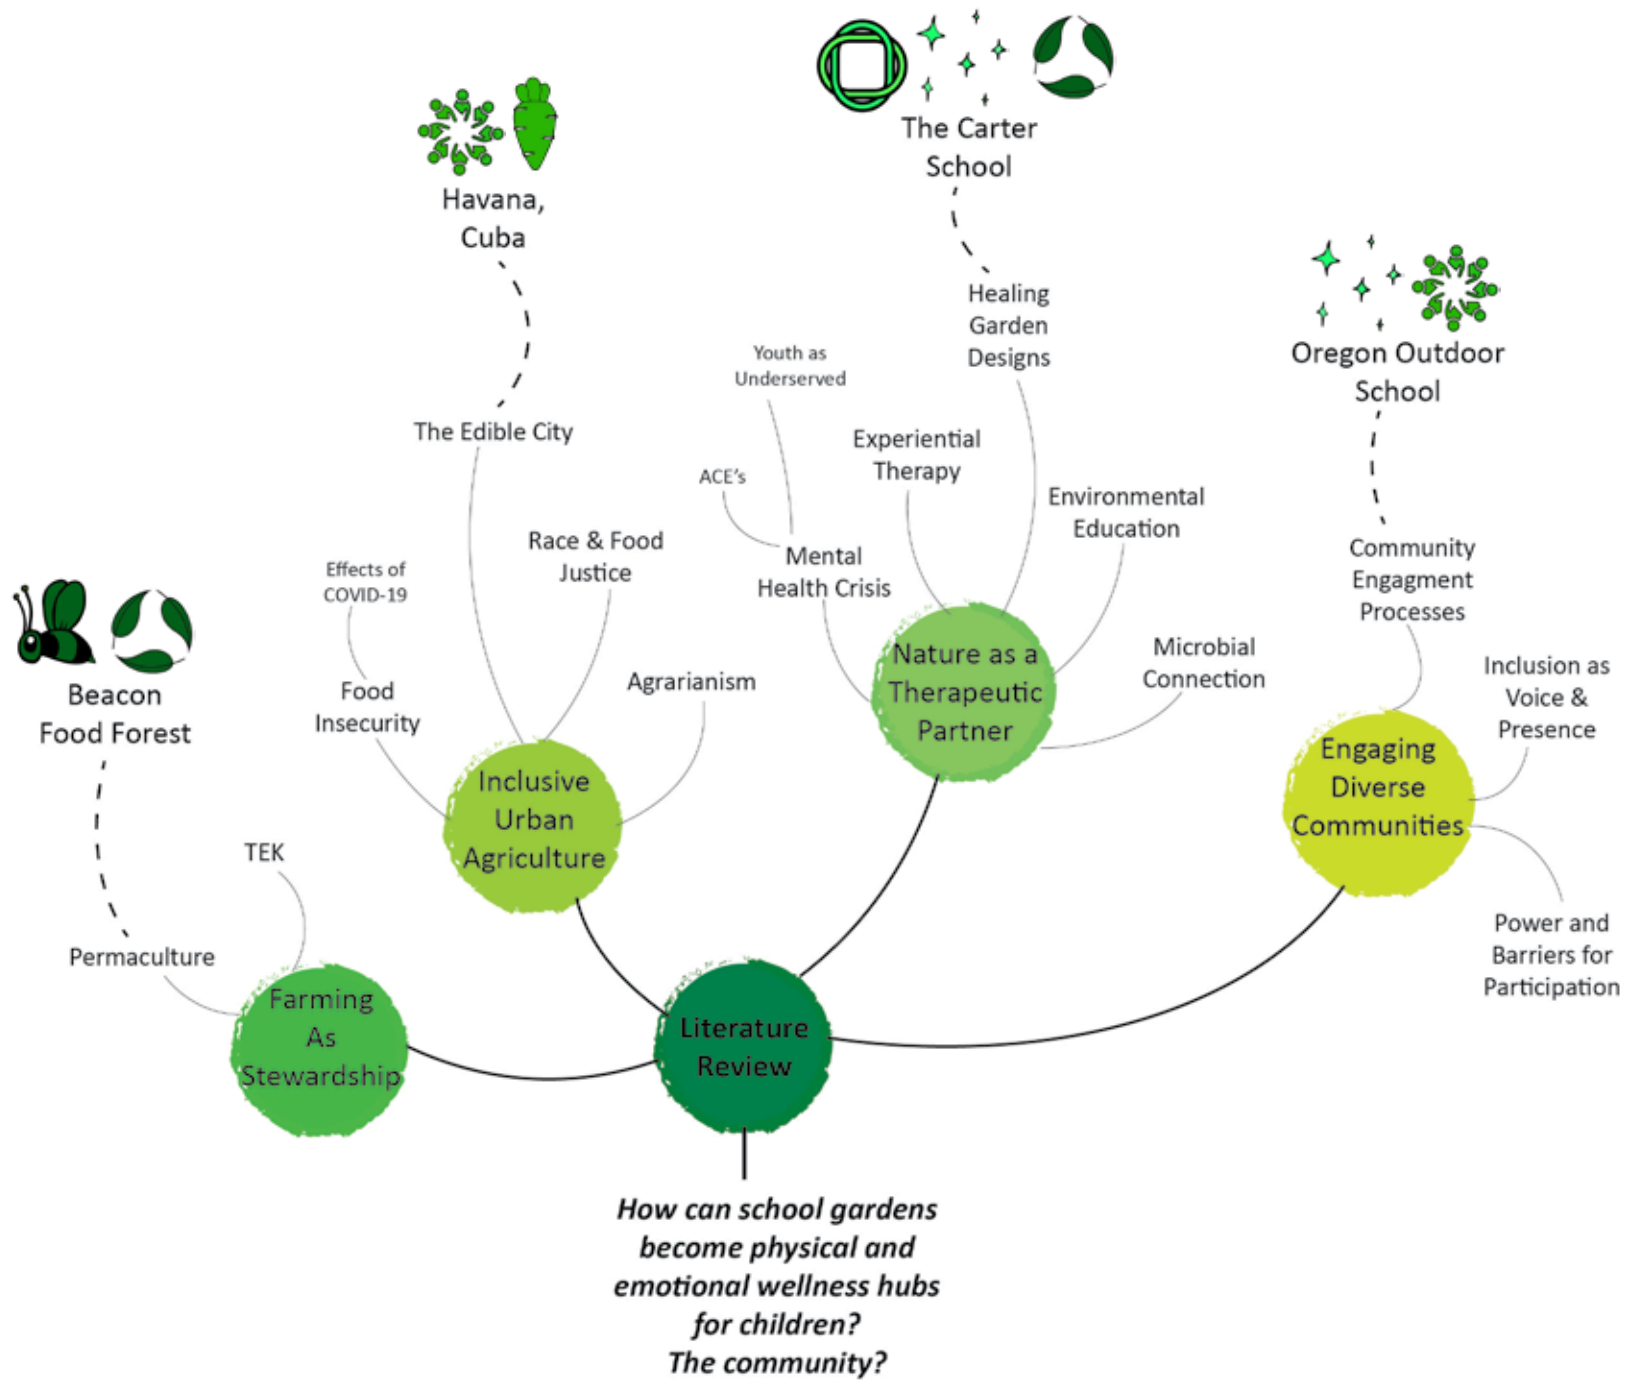 The Carter
School
Havana,
Cuba
Healing
Garden
Designs
Oregon Outdoor
School
Youth as
Underserved
The Edible City
Experiential
Therapy
ACE's
Environmental
Education
Race & Food
Justice
Mental
Health Crisis
Community
Engagment
Processes
Effects of
COVID-19
Beacon
Food Forest
Food
Insecurity
Agrarianism
Nature as a
Therapeutic
Partner
Microbial
Connection
Inclusion as
Voice &
Presence
Inclusive
Urban
Agriculture
Engaging
Diverse
Communities
TEK
Permaculture
Power and
Barriers for
Participation
Farming
As
Stewardship
Literature
Review
How can school gardens
become physical and
emotional wellness hubs
for children?
The community?